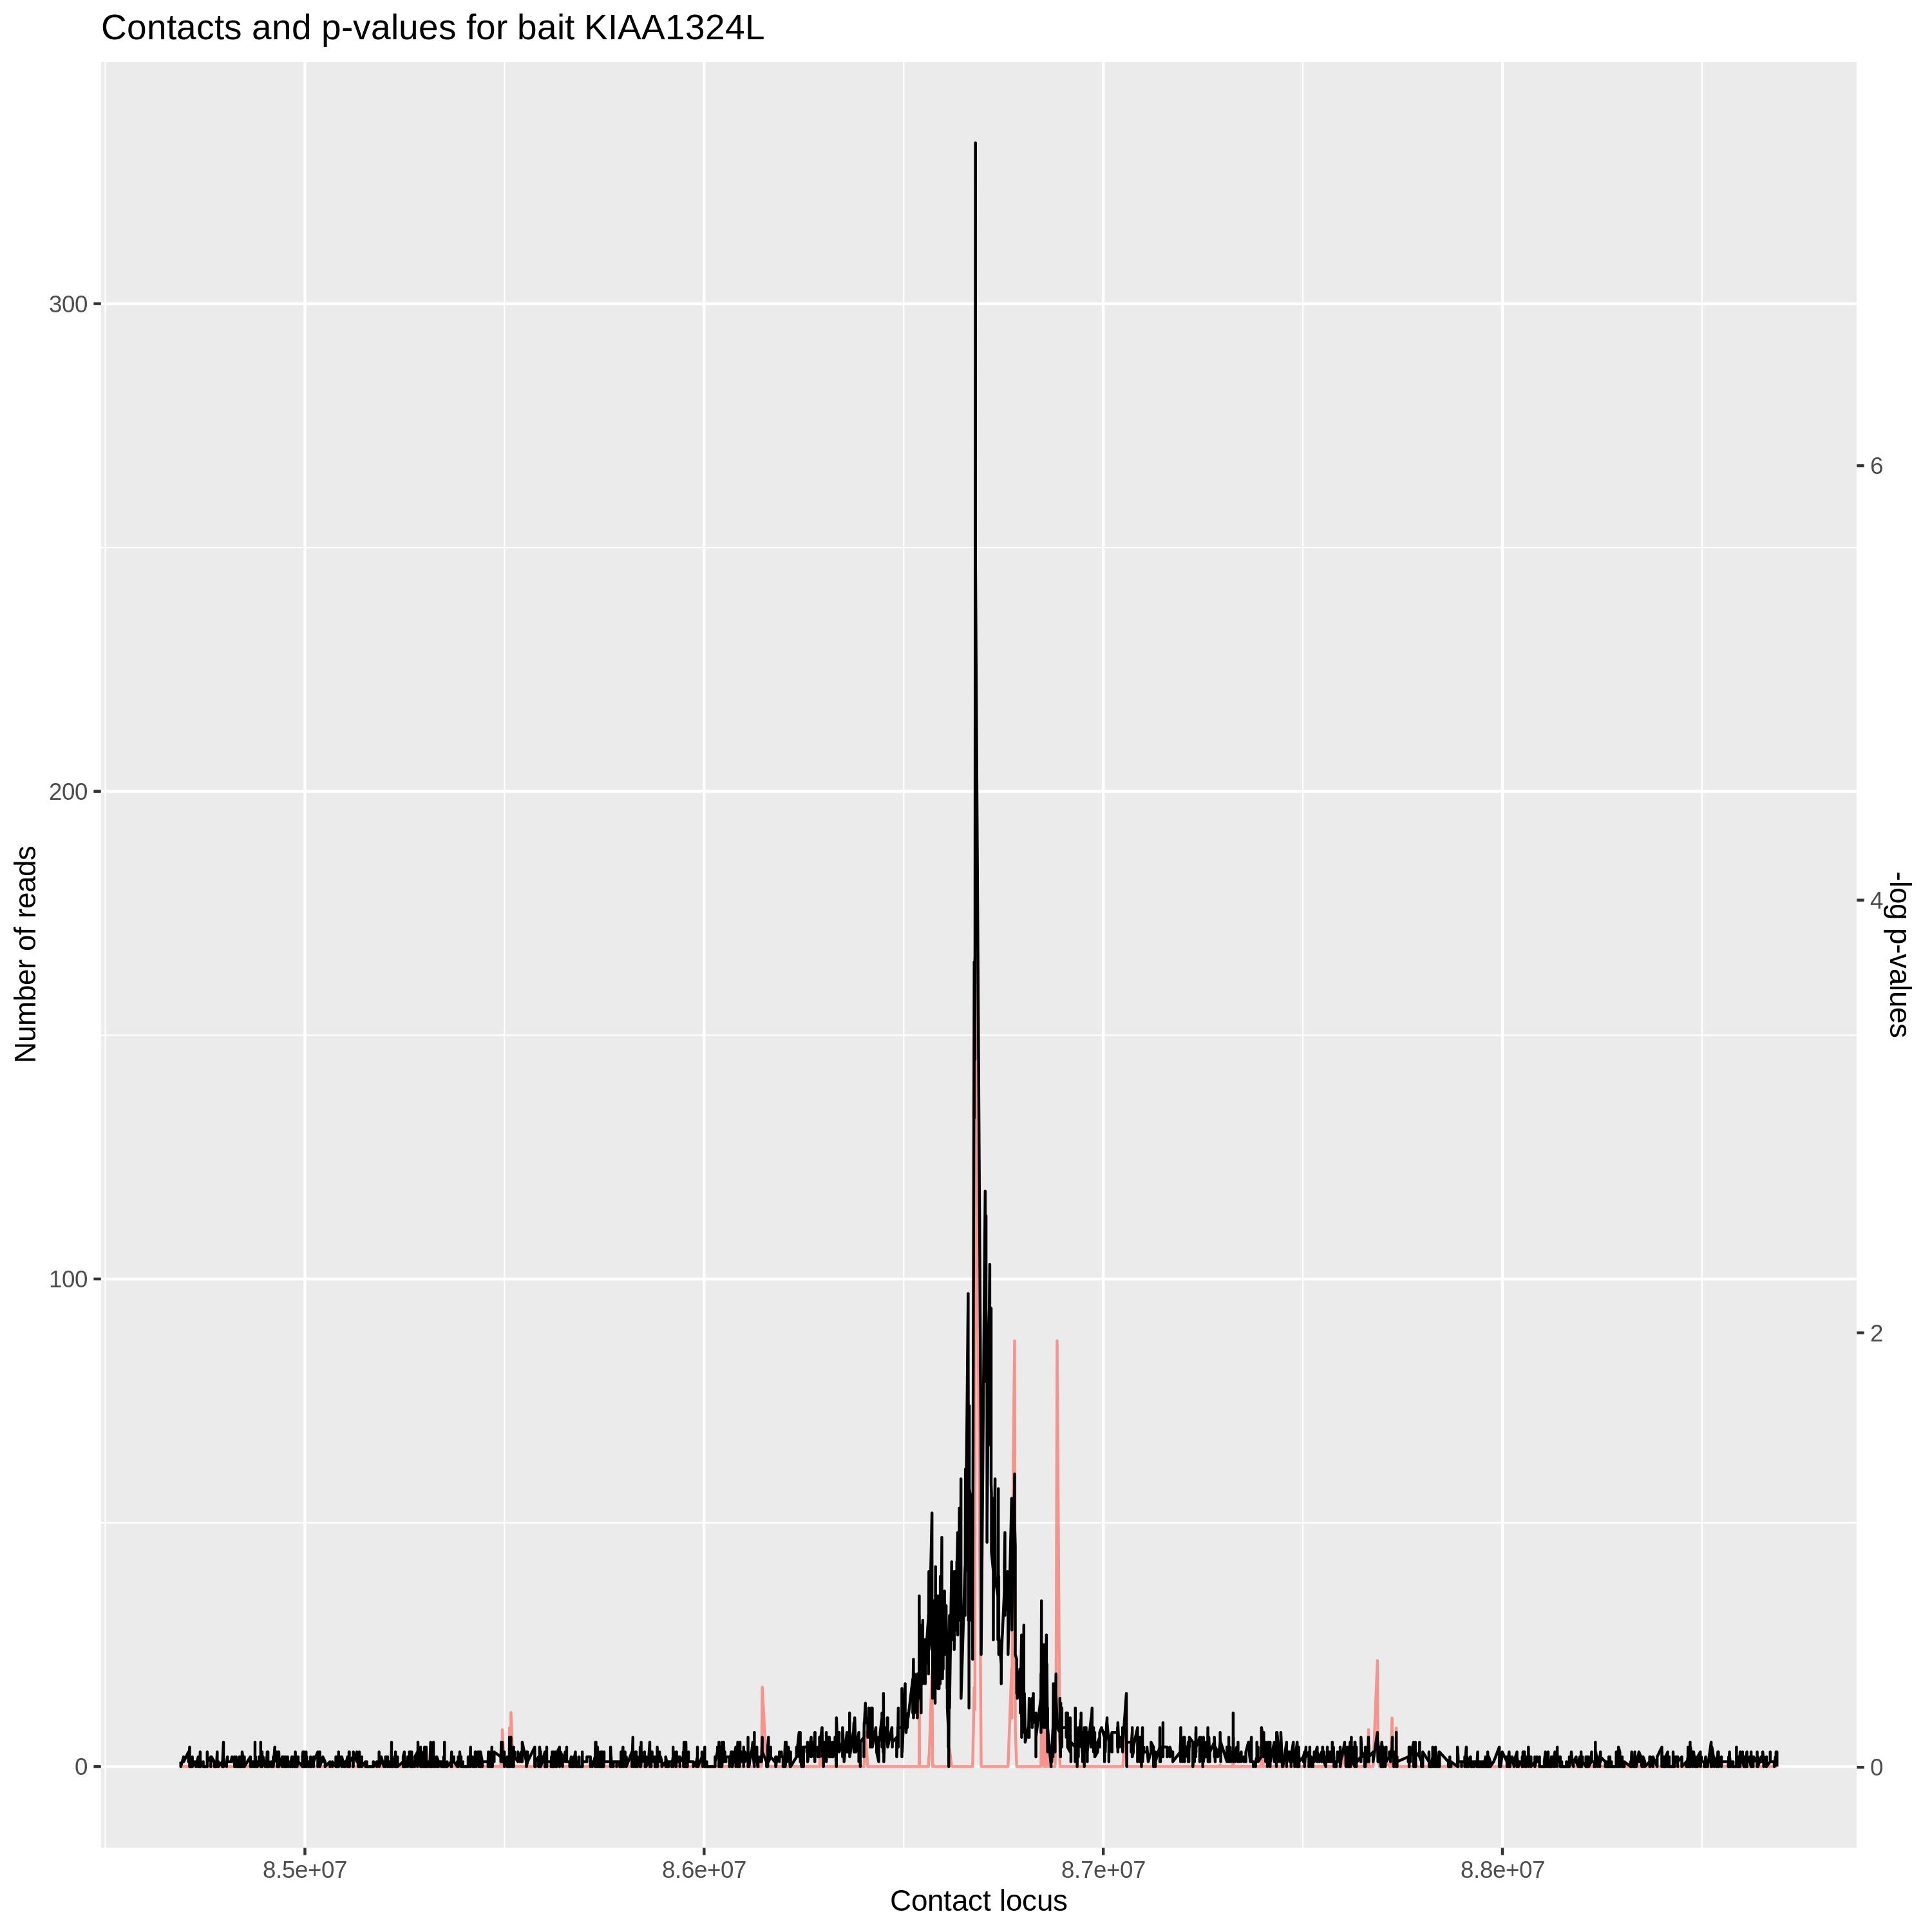 Contacts and p-values for bait KIAA1324L
Number of reads
300
200
100
0
6
4
2
0
-log p-values
8.5e+07
8.6e+07
8.7e+07
8.8e+07
Contact locus